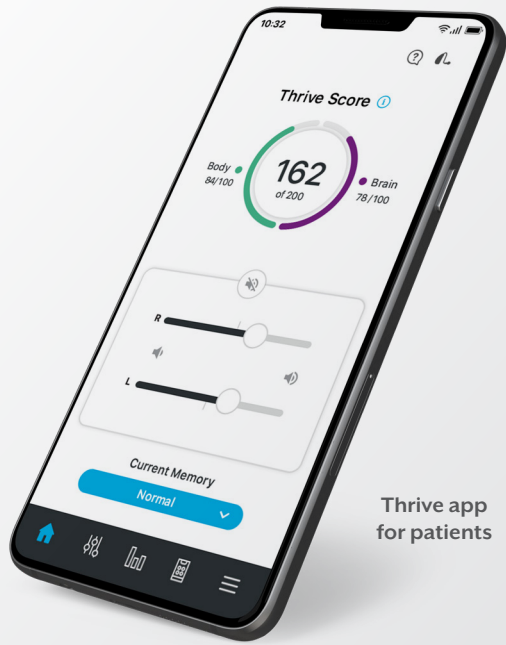 10:32
Thrive Score
Body
84/100
162
of 200
Brain
78/100
R
L
Current Memory
Normal
Thrive app
for patients